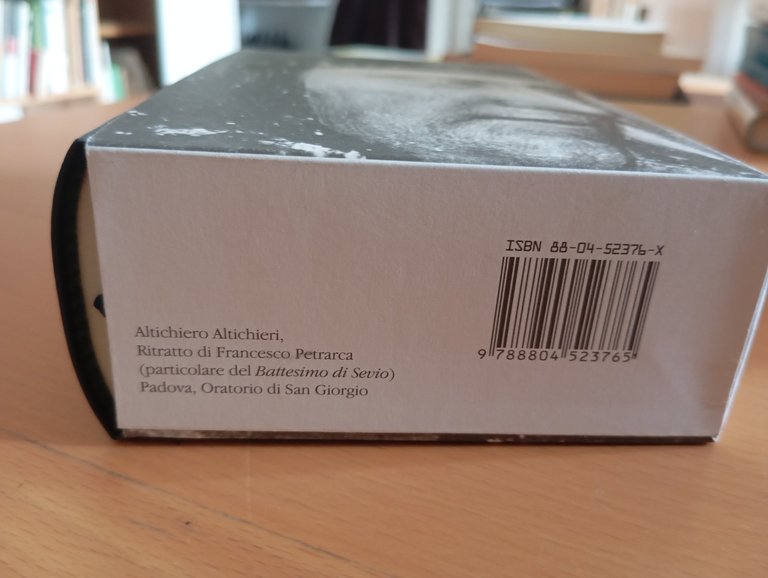 ISBN 88-04-52376-X
9 788804 523765
Altichiero Altichieri,
Ritratto di Francesco Petrarca
(particolare del Battesimo di Sevio)
Padova, Oratorio di San Giorgio